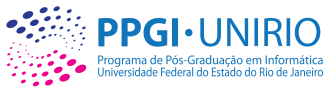 PPGI·UNIRIO
Programa de Pós-Graduação em Informática
Universidade Federal do Estado do Rio de Janeiro